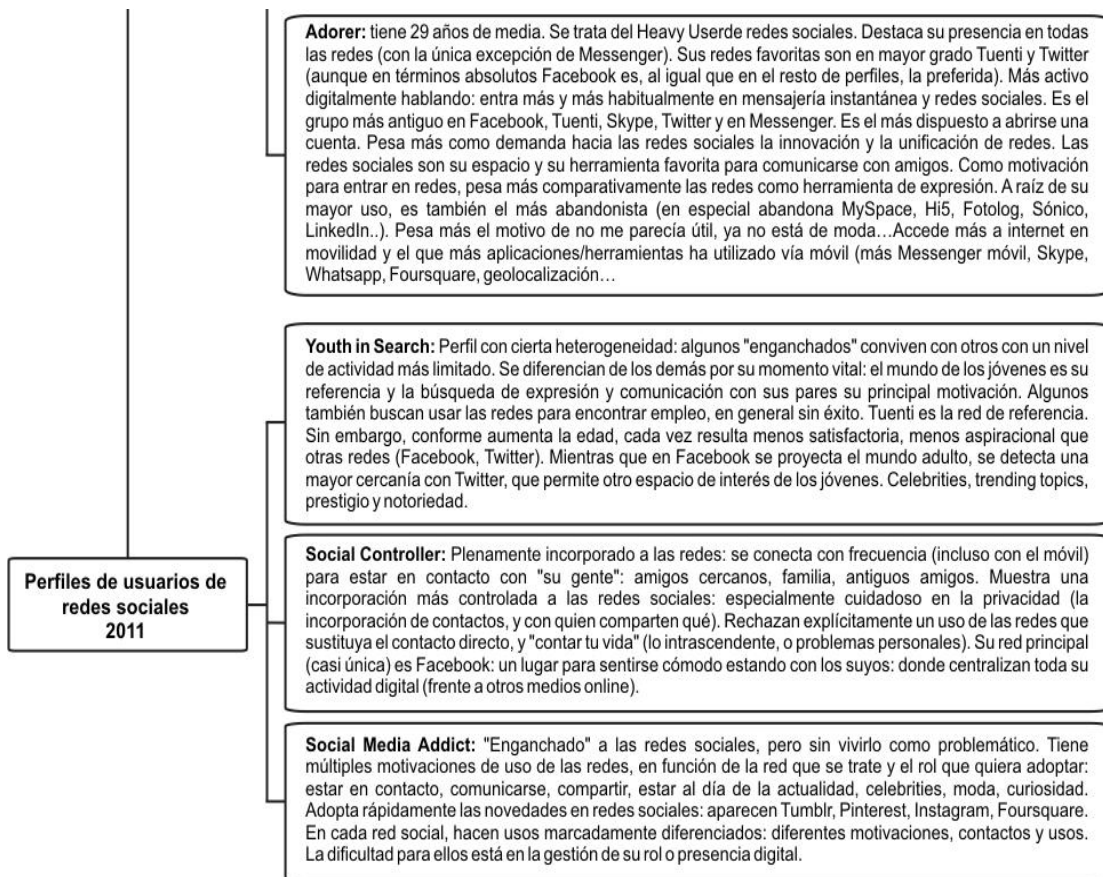 Adorer: tiene 29 años de media. Se trata del Heavy Userde redes sociales. Destaca su presencia en todas
las redes (con la única excepción de Messenger). Sus redes favoritas son en mayor grado Tuenti y Twitter
(aunque en términos absolutos Facebook es, al igual que en el resto de perfiles, la preferida). Más activo
digitalmente hablando: entra más y más habitualmente en mensajería instantánea y redes sociales. Es el
grupo más antiguo en Facebook, Tuenti, Skype, Twitter y en Messenger. Es el más dispuesto a abrirse una
cuenta. Pesa más como demanda hacia las redes sociales la innovación y la unificación de redes. Las
redes sociales son su espacio y su herramienta favorita para comunicarse con amigos. Como motivación
para entrar en redes, pesa más comparativamente las redes como herramienta de expresión. A raíz de su
mayor uso, es también el más abandonista (en especial abandona MySpace, Hi5, Fotolog, Sónico,
LinkedIn..). Pesa más el motivo de no me parecía útil, ya no está de moda…Accede más a internet en
movilidad y el que más aplicaciones/herramientas ha utilizado vía móvil (más Messenger móvil, Skype,
Whatsapp, Foursquare, geolocalización…
Youth in Search: Perfil con cierta heterogeneidad: algunos "enganchados" conviven con otros con un nivel
de actividad más limitado. Se diferencian de los demás por su momento vital: el mundo de los jóvenes es su
referencia y la búsqueda de expresión y comunicación con sus pares su principal motivación. Algunos
también buscan usar las redes para encontrar empleo, en general sin éxito. Tuenti es la red de referencia.
Sin embargo, conforme aumenta la edad, cada vez resulta menos satisfactoria, menos aspiracional que
otras redes (Facebook, Twitter). Mientras que en Facebook se proyecta el mundo adulto, se detecta una
mayor cercanía con Twitter, que permite otro espacio de interés de los jóvenes. Celebrities, trending topics,
prestigio y notoriedad.
Perfiles de usuarios de
redes sociales
2011
Social Controller: Plenamente incorporado a las redes: se conecta con frecuencia (incluso con el móvil)
para estar en contacto con "su gente": amigos cercanos, familia, antiguos amigos. Muestra una
incorporación más controlada a las redes sociales: especialmente cuidadoso en la privacidad (la
incorporación de contactos, y con quien comparten qué). Rechazan explícitamente un uso de las redes que
sustituya el contacto directo, y "contar tu vida" (lo intrascendente, o problemas personales). Su red principal
(casi única) es Facebook: un lugar para sentirse cómodo estando con los suyos: donde centralizan toda su
actividad digital (frente a otros medios online).
Social Media Addict: "Enganchado" a las redes sociales, pero sin vivirlo como problemático. Tiene
múltiples motivaciones de uso de las redes, en función de la red que se trate y el rol que quiera adoptar:
estar en contacto, comunicarse, compartir, estar al día de la actualidad, celebrities, moda, curiosidad.
Adopta rápidamente las novedades en redes sociales: aparecen Tumblr, Pinterest, Instagram, Foursquare.
En cada red social, hacen usos marcadamente diferenciados: diferentes motivaciones, contactos y usos.
La dificultad para ellos está en la gestión de su rol o presencia digital.